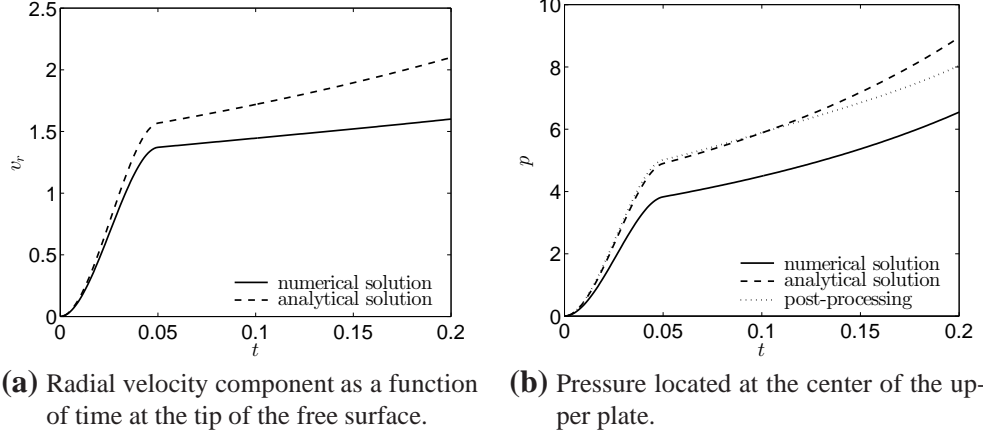 2.5
2
1.5
1
0.5
0
0
0.05
0.1
0.15
0.2
v_r
t
numerical solution
analytical solution
(a) Radial velocity component as a function
of time at the tip of the free surface.
10
8
6
4
2
0
0
0.05
0.1
0.15
0.2
p
t
numerical solution
analytical solution
post-processing
(b) Pressure located at the center of the up-
per plate.